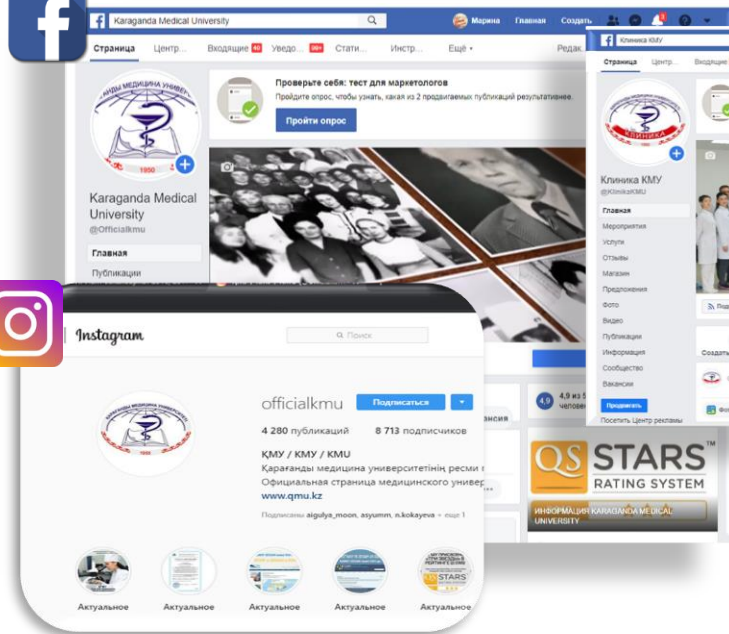 Karaganda Medical University
Марина Главная Создать
Страница Центр... Входящие 40 Уведо... 99+ Стати... Инстр... Ещё Редак.
Проверьте себя: тест для маркетологов
Пройдите опрос, чтобы узнать, какая из 2 продвигаемых публикаций результативнее.
Пройти опрос
1950
Karaganda Medical
University
@Officialkmu
Главная
Публикации
Клиника КМУ
Страница Центр... Входящие
КЛИНИКА
Клиника КМУ
@KlinikaKMU
Главная
Мероприятия
Услуги
Отзывы
Магазин
Предложения
Фото
Видео
Публикации
Информация
Сообщество
Вакансии
Продвигать
Посетить Центр рекламы
Создать
Instagram
Поиск
officialkmu Подписаться
4 280 публикаций 8 713 подписчиков
ҚМУ / КМУ / KMU
Қарағанды медицина университетінің ресми
Официальная страница медицинского универ
www.qmu.kz
Подписаны aigulya_moon, asyumm, n.kokayeva + еще 1
Актуальное Актуальное Актуальное Актуальное Актуальное
4,9 4,9 из 5
человек
QS STARS™
RATING SYSTEM
ИНФОРМАЦИЯ KARAGANDA MEDICAL
UNIVERSITY